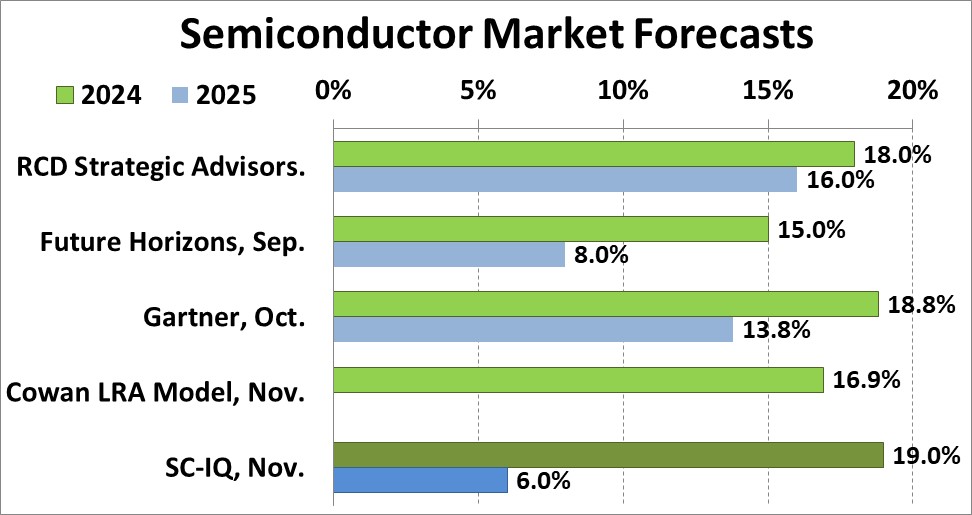 Semiconductor Market Forecasts
2024 2025 0% 5% 10% 15% 20%
RCD Strategic Advisors. 18.0%
16.0%
Future Horizons, Sep. 15.0%
8.0%
Gartner, Oct. 18.8%
13.8%
Cowan LRA Model, Nov. 16.9%
SC-IQ, Nov. 19.0%
6.0%